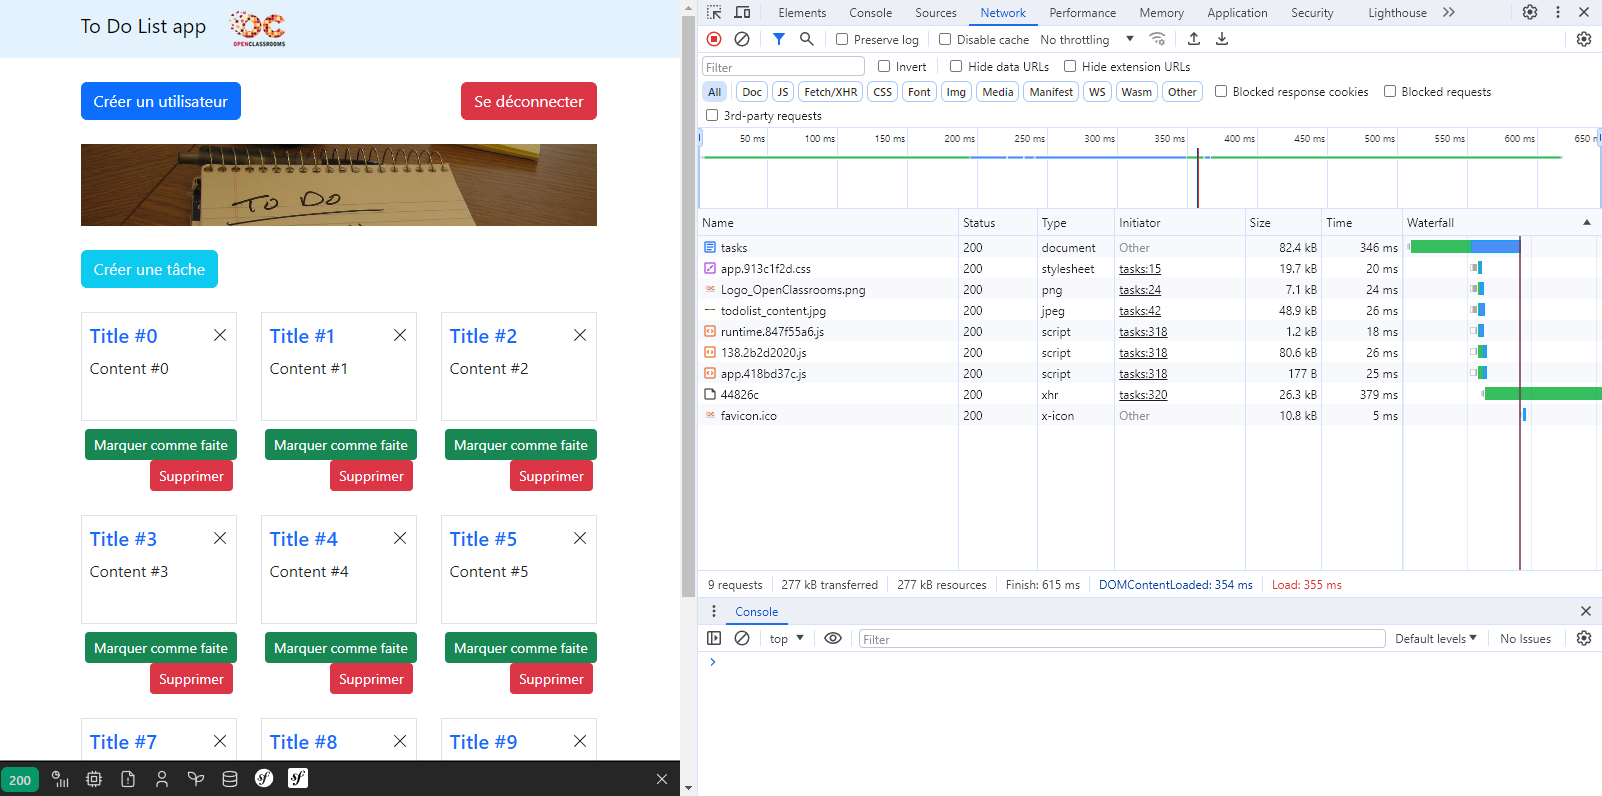 To Do List app
OC
OPENCLASSROOMS
Créer un utilisateur
Se déconnecter
To Do
Créer une tâche
Title #0
Content #0
Marquer comme faite
Supprimer
Title #1
Content #1
Marquer comme faite
Supprimer
Title #2
Content #2
Marquer comme faite
Supprimer
Title #3
Content #3
Marquer comme faite
Supprimer
Title #4
Content #4
Marquer comme faite
Supprimer
Title #5
Content #5
Marquer comme faite
Supprimer
Title #7
Title #8
Title #9
200
sf
sf
Elements Console Sources Network Performance Memory Application Security Lighthouse
Preserve log Disable cache No throttling
Filter Invert Hide data URLs Hide extension URLs
All Doc JS Fetch/XHR CSS Font Img Media Manifest WS Wasm Other Blocked response cookies Blocked requests
3rd-party requests
50 ms 100 ms 150 ms 200 ms 250 ms 300 ms 350 ms 400 ms 450 ms 500 ms 550 ms 600 ms 650
Name Status Type Initiator Size Time Waterfall
tasks 200 document Other 82.4 kB 346 ms
app.913c1f2d.css 200 stylesheet tasks:15 19.7 kB 20 ms
Logo_OpenClassrooms.png 200 png tasks:24 7.1 kB 24 ms
todolist_content.jpg 200 jpeg tasks:42 48.9 kB 26 ms
runtime.847f55a6.js 200 script tasks:318 1.2 kB 18 ms
138.2b2d2020.js 200 script tasks:318 80.6 kB 26 ms
app.418bd37c.js 200 script tasks:318 177 B 25 ms
44826c 200 xhr tasks:320 26.3 kB 379 ms
favicon.ico 200 x-icon Other 10.8 kB 5 ms
9 requests 277 kB transferred 277 kB resources Finish: 615 ms DOMContentLoaded: 354 ms Load: 355 ms
Console
top Filter Default levels No Issues